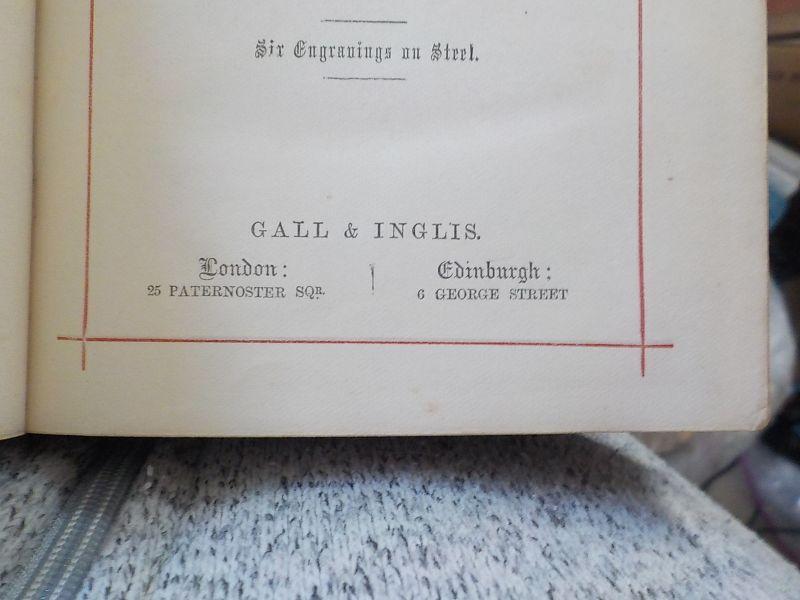 Six Engravings on Steel.
GALL & INGLIS.
London: Edinburgh:
25 PATERNOSTER SQR. 6 GEORGE STREET